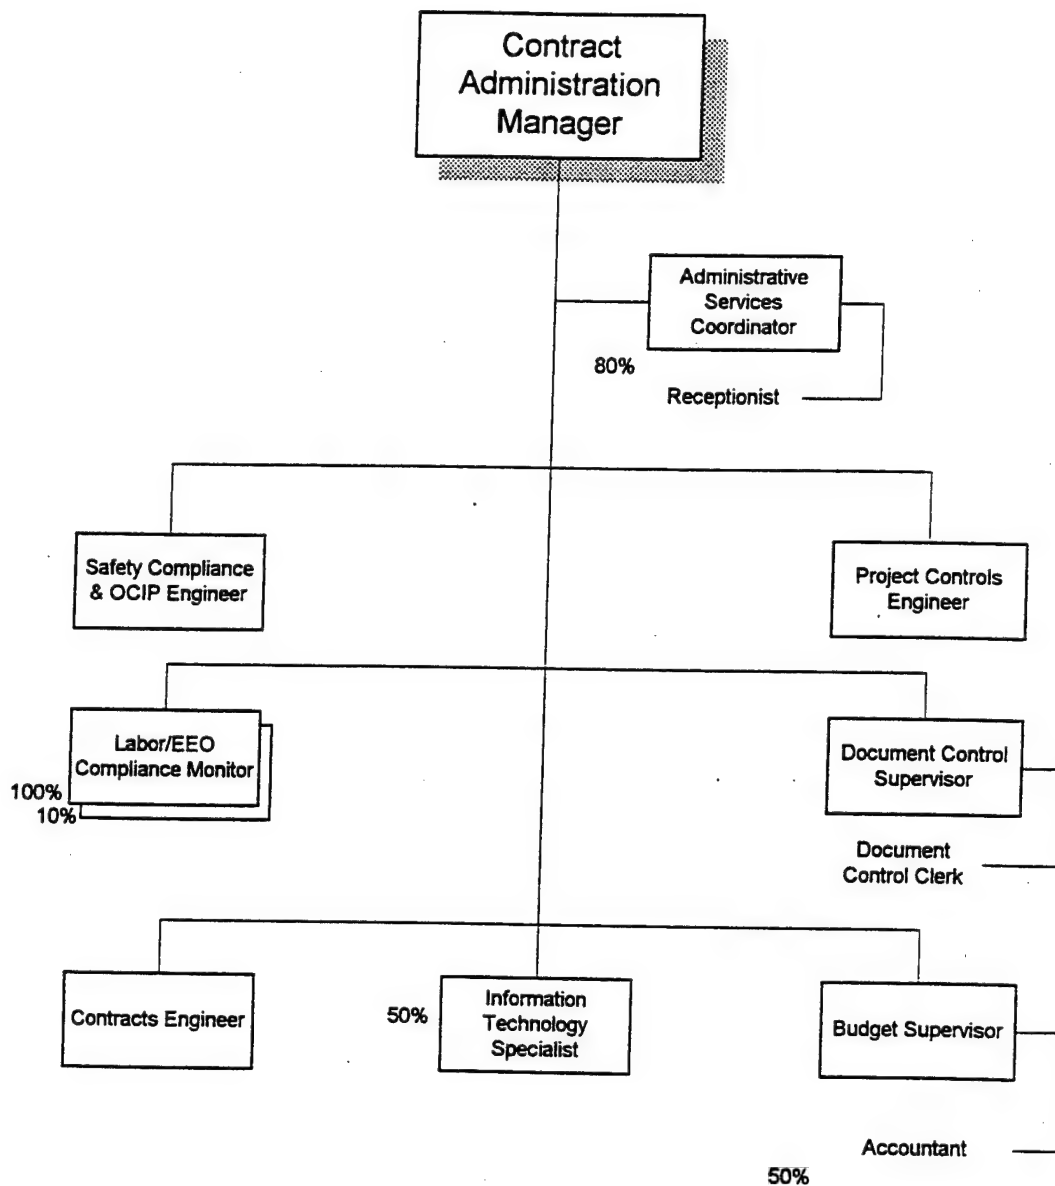 Contract
Administration
Manager
Administrative
Services
Coordinator
80%
Receptionist
Safety Compliance
& OCIP Engineer
Project Controls
Engineer
Labor/EEO
Compliance Monitor
100%
10%
Document Control
Supervisor
Document
Control Clerk
Contracts Engineer
50%
Information
Technology
Specialist
Budget Supervisor
Accountant
50%